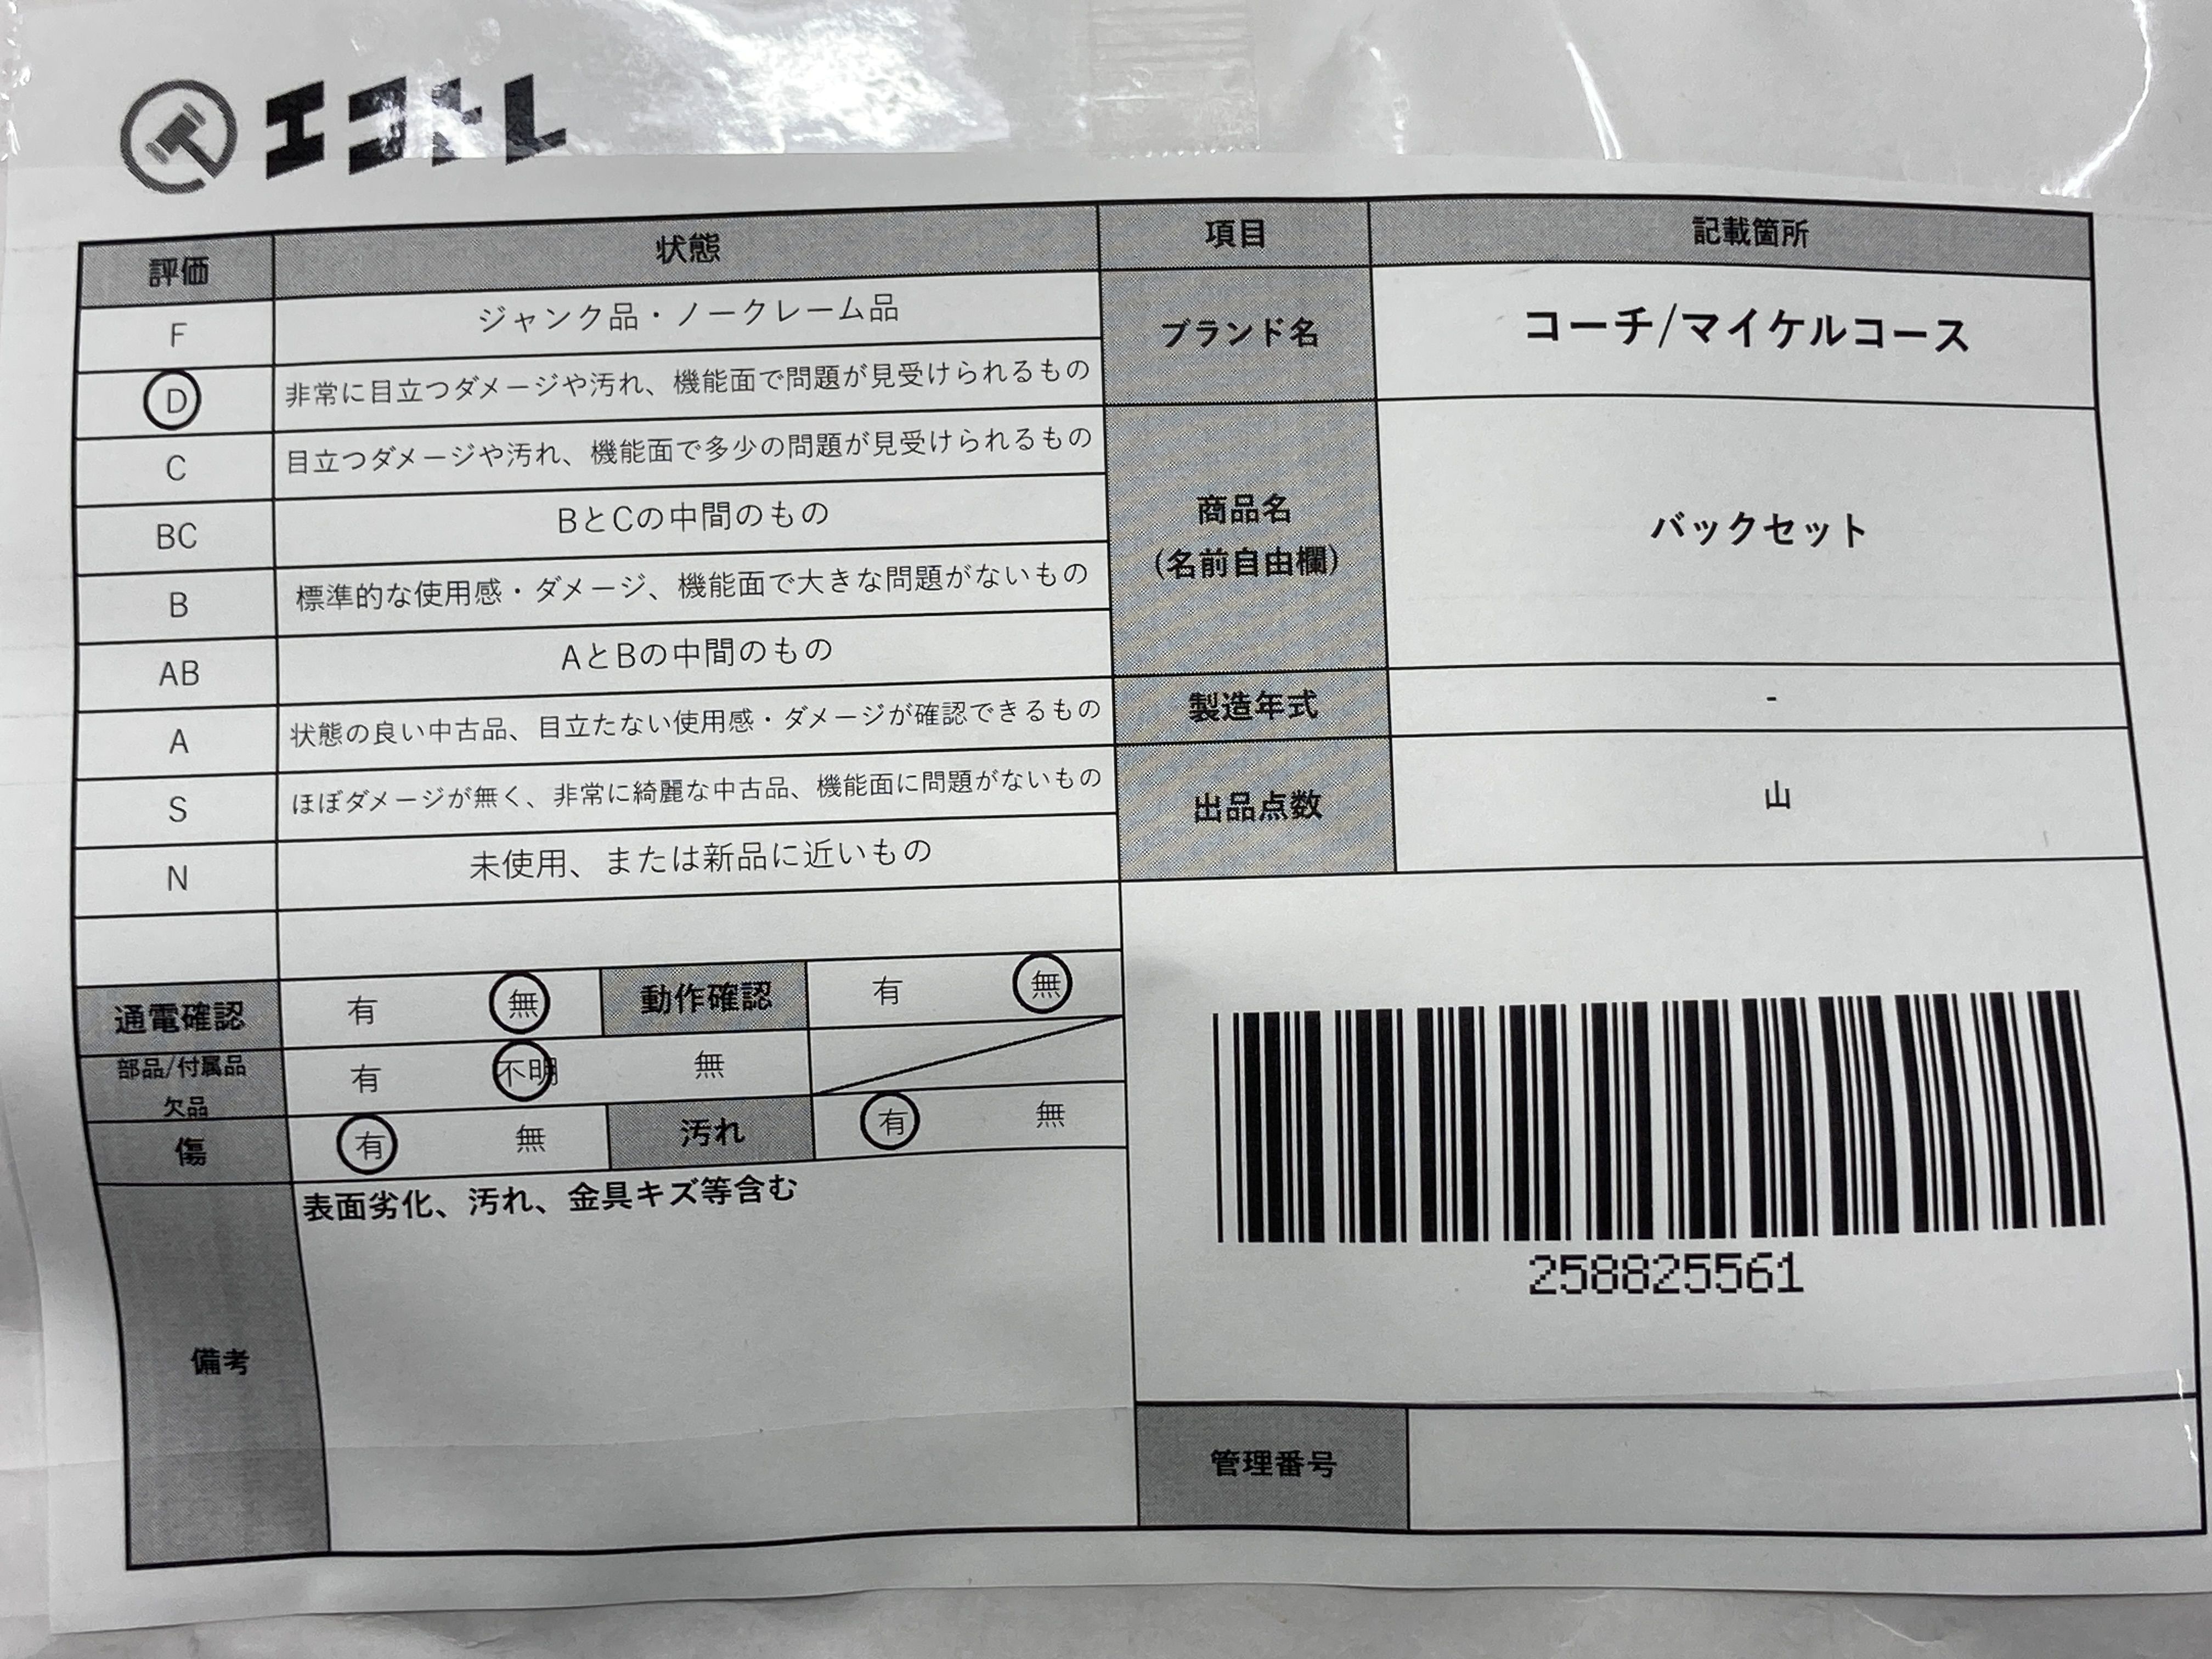 エコトレ
評価 状態 項目 記載箇所
F ジャンク品・ノークレーム品
D 非常に目立つダメージや汚れ、機能面で問題が見受けられるもの
C 目立つダメージや汚れ、機能面で多少の問題が見受けられるもの
BC BとCの中間のもの
B 標準的な使用感・ダメージ、機能面で大きな問題がないもの
AB AとBの中間のもの
A 状態の良い中古品、目立たない使用感・ダメージが確認できるもの
S ほぼダメージが無く、非常に綺麗な中古品、機能面に問題がないもの
N 未使用、または新品に近いもの
ブランド名 コーチ/マイケルコース
商品名
(名前自由欄) バックセット
製造年式 -
出品点数 山
通電確認 有 無 動作確認 有 無
部品/付属品
欠品 有 不明 無
傷 有 無 汚れ 有 無
備考 表面劣化、汚れ、金具キズ等含む
258825561
管理番号